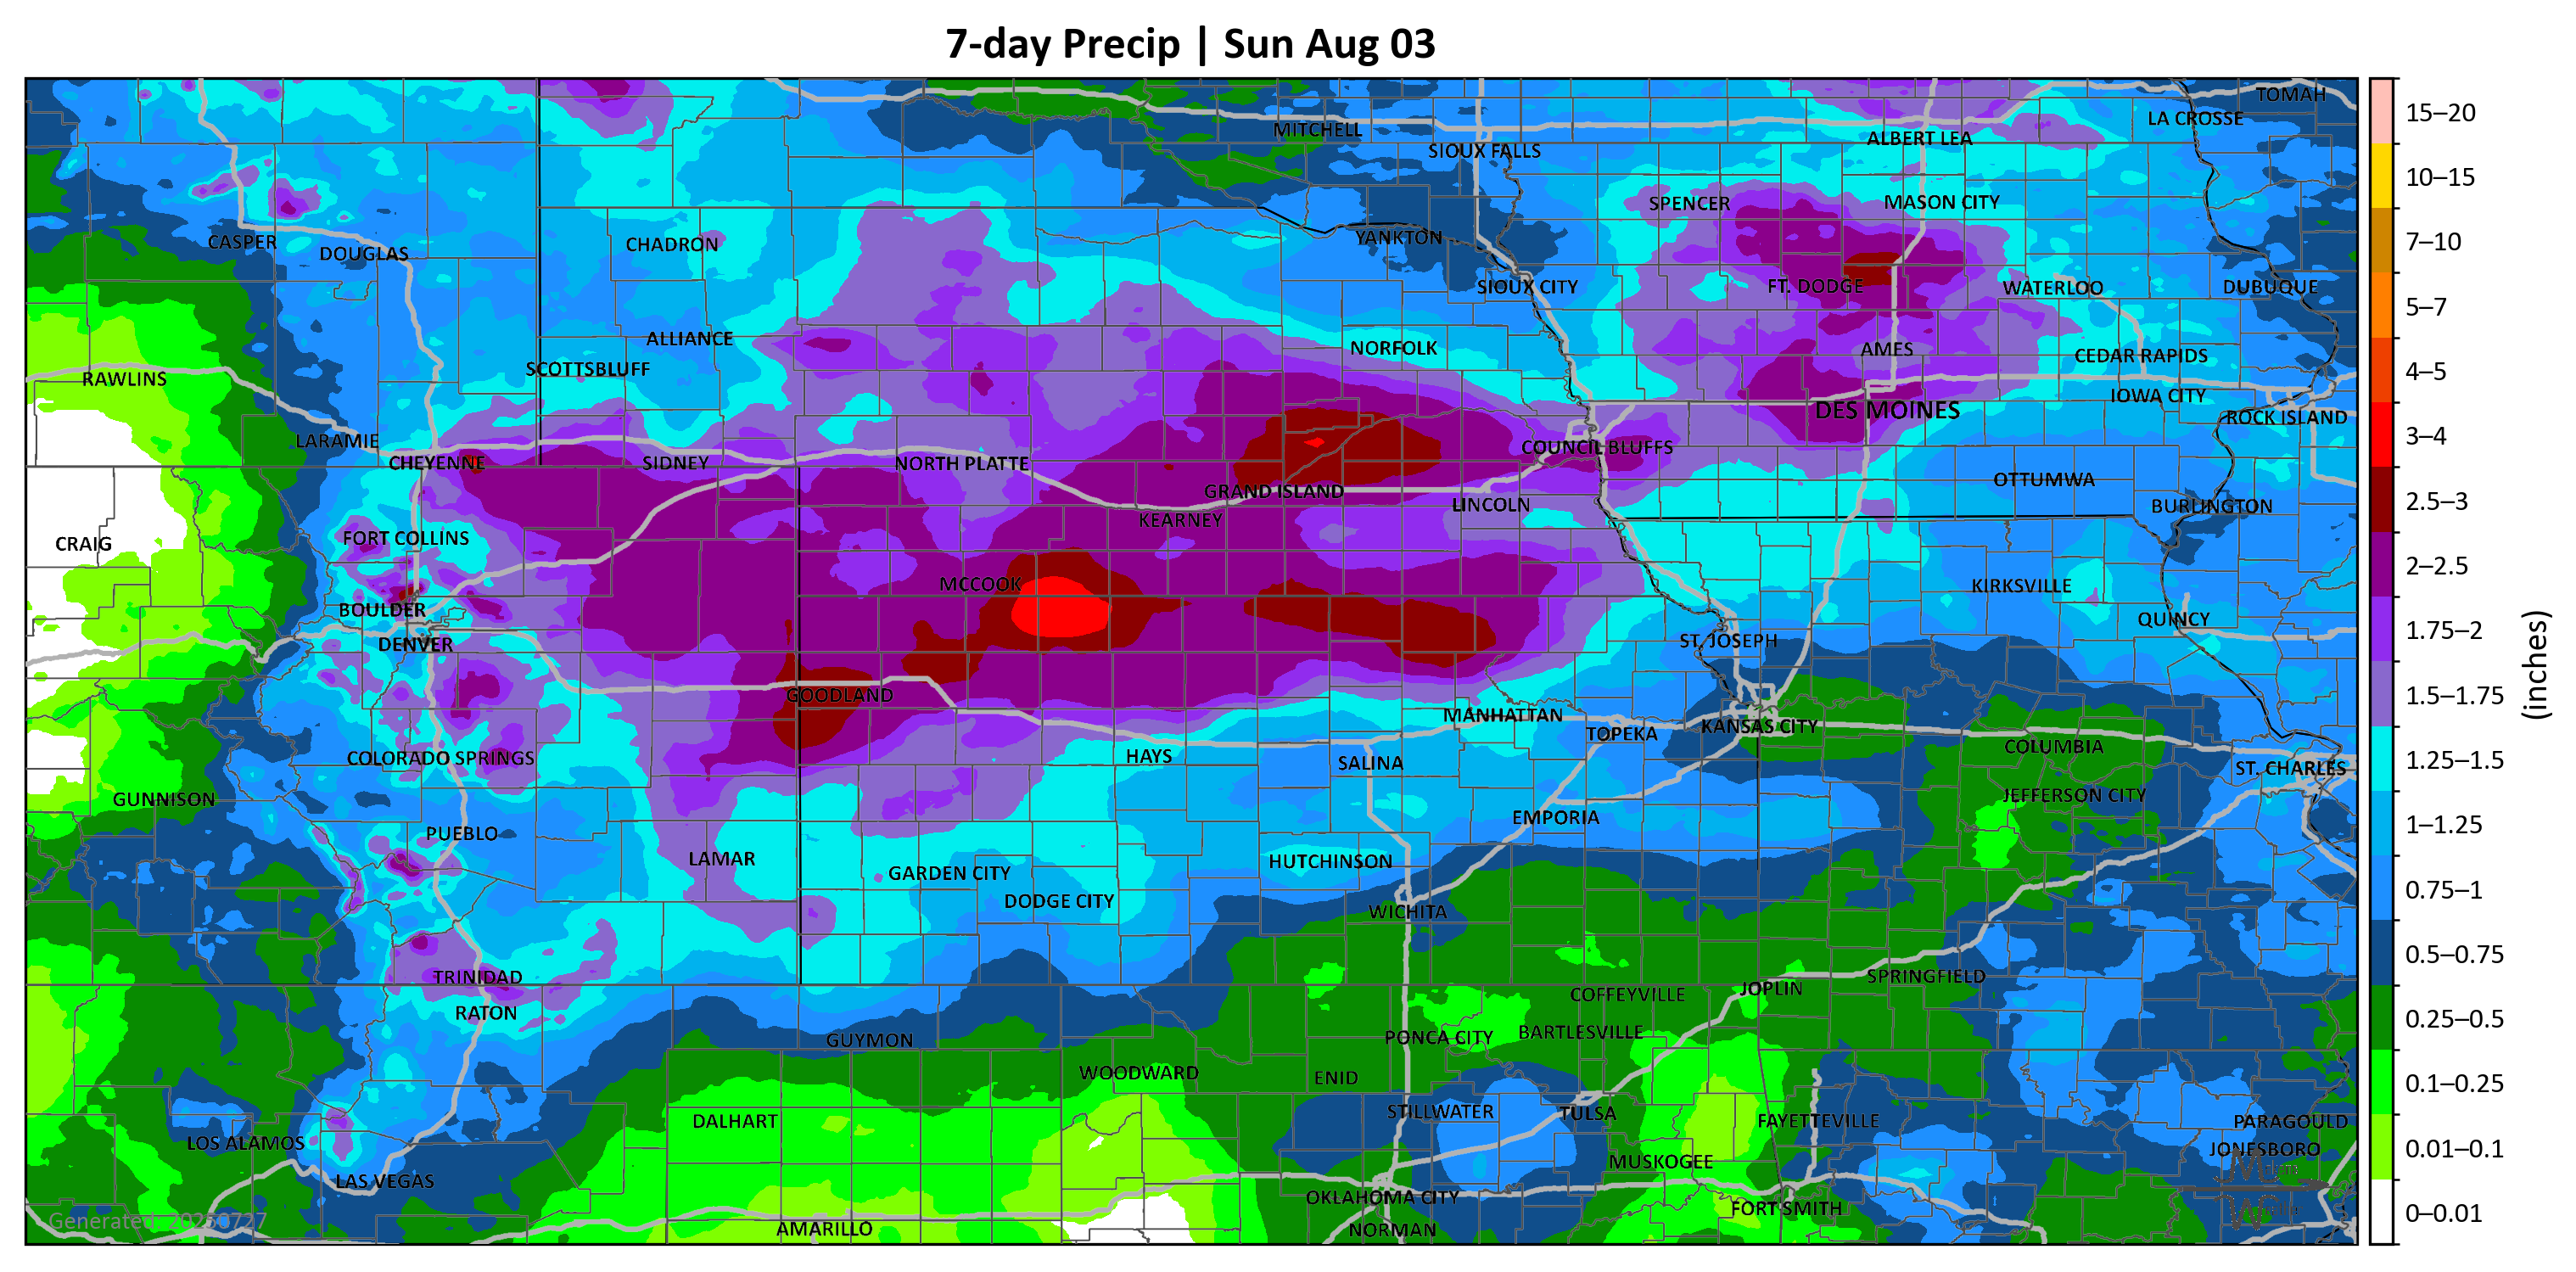 7-day Precip | Sun Aug 03
TOMAH
LA CROSSE
MITCHELL
ALBERT LEA
SIOUX FALLS
SPENCER
MASON CITY
CASPER
DOUGLAS
CHADRON
YANKTON
SIOUX CITY
FT. DODGE
WATERLOO
DUBUQUE
ALLIANCE
NORFOLK
AMES
CEDAR RAPIDS
SCOTTSBLUFF
RAWLINS
IOWA CITY
DES MOINES
ROCK ISLAND
LARAMIE
COUNCIL BLUFFS
CHEYENNE
SIDNEY
NORTH PLATTE
OTTUMWA
GRAND ISLAND
LINCOLN
BURLINGTON
KEARNEY
FORT COLLINS
CRAIG
MCCOOK
KIRKSVILLE
BOULDER
QUINCY
DENVER
ST. JOSEPH
GOODLAND
MANHATTAN
KANSAS CITY
TOPEKA
COLUMBIA
COLORADO SPRINGS
HAYS
SALINA
ST. CHARLES
GUNNISON
JEFFERSON CITY
EMPORIA
PUEBLO
LAMAR
HUTCHINSON
GARDEN CITY
DODGE CITY
WICHITA
TRINIDAD
SPRINGFIELD
JOPLIN
COFFEYVILLE
RATON
BARTLESVILLE
PONCA CITY
GUYMON
WOODWARD
ENID
STILLWATER
TULSA
DALHART
FAYETTEVILLE
PARAGOULD
LOS ALAMOS
JONESBORO
MUSKOGEE
LAS VEGAS
OKLAHOMA CITY
FORT SMITH
AMARILLO
NORMAN
Generated: 20250727
15–20
10–15
7–10
5–7
4–5
3–4
2.5–3
2–2.5
1.75–2
1.5–1.75
1.25–1.5
1–1.25
0.75–1
0.5–0.75
0.25–0.5
0.1–0.25
0.01–0.1
0–0.01
(inches)